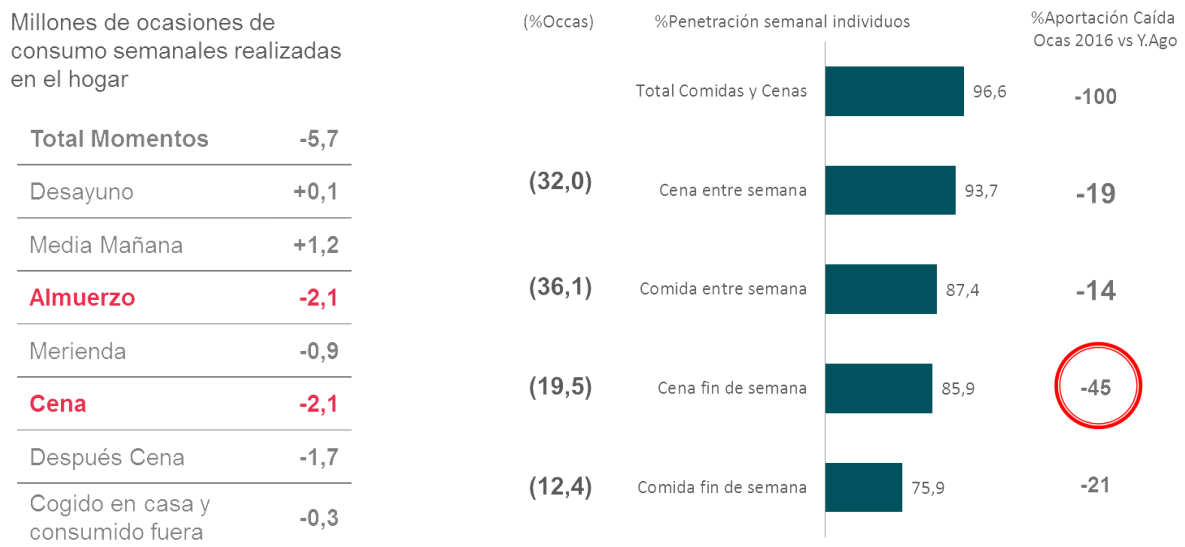 Millones de ocasiones de
consumo semanales realizadas
en el hogar
Total Momentos -5,7
Desayuno +0,1
Media Mañana +1,2
Almuerzo -2,1
Merienda -0,9
Cena -2,1
Después Cena -1,7
Cogido en casa y
consumido fuera -0,3
(%Occas) %Penetración semanal individuos %Aportación Caída
Ocas 2016 vs Y.Ago
Total Comidas y Cenas 96,6 -100
(32,0) Cena entre semana 93,7 -19
(36,1) Comida entre semana 87,4 -14
(19,5) Cena fin de semana 85,9 -45
(12,4) Comida fin de semana 75,9 -21